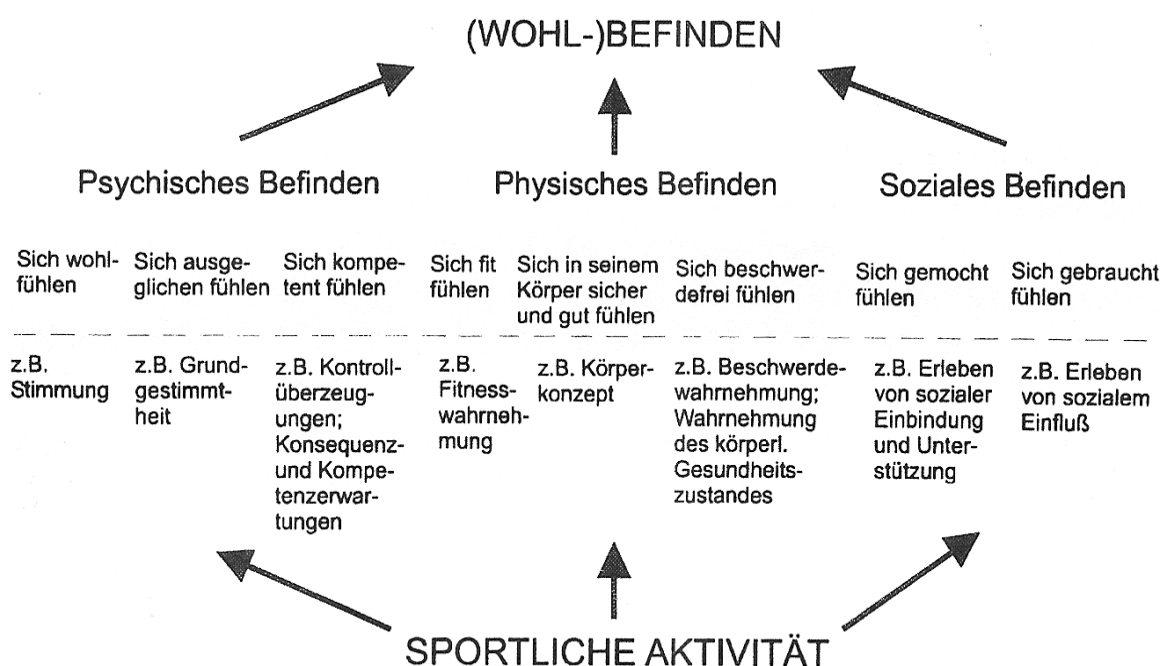 (WOHL-)BEFINDEN
Psychisches Befinden
Physisches Befinden
Soziales Befinden
Sich wohl-
fühlen
Sich ausge-
glichen fühlen
Sich kompe-
tent fühlen
Sich fit
fühlen
Sich in seinem
Körper sicher
und gut fühlen
Sich beschwer-
defrei fühlen
Sich gemocht
fühlen
Sich gebraucht
fühlen
z.B.
Stimmung
z.B. Grund-
gestimmt-
heit
z.B. Kontroll-
überzeug-
ungen;
Konsequenz-
und Kompe-
tenzerwar-
tungen
z.B.
Fitness-
wahrneh-
mung
z.B. Körper-
konzept
z.B. Beschwerde-
wahrnehmung;
Wahrnehmung
des körperl.
Gesundheits-
zustandes
z.B. Erleben
von sozialer
Einbindung
und Unter-
stützung
z.B. Erleben
von sozialem
Einfluß
SPORTLICHE AKTIVITÄT